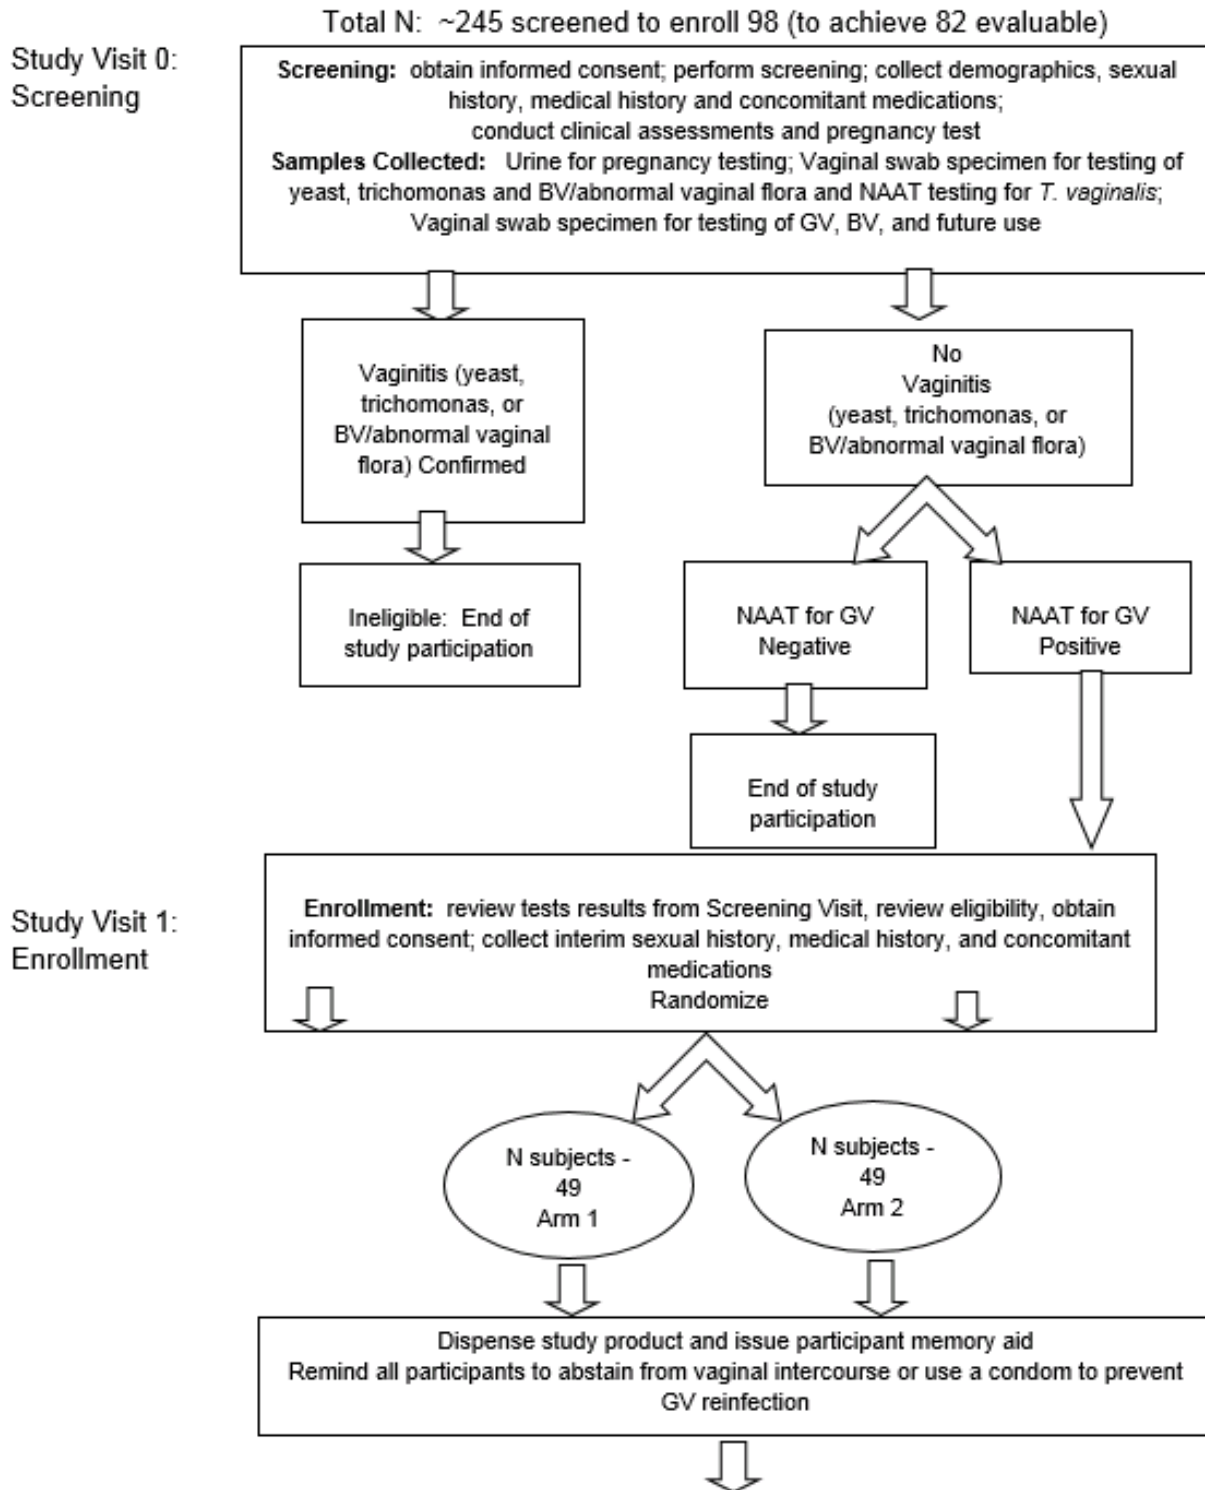 Total N: ~245 screened to enroll 98 (to achieve 82 evaluable)
Study Visit 0:
Screening
Screening: obtain informed consent; perform screening; collect demographics, sexual
history, medical history and concomitant medications;
conduct clinical assessments and pregnancy test
Samples Collected: Urine for pregnancy testing; Vaginal swab specimen for testing of
yeast, trichomonas and BV/abnormal vaginal flora and NAAT testing for T. vaginalis;
Vaginal swab specimen for testing of GV, BV, and future use
Vaginitis (yeast,
trichomonas, or
BV/abnormal vaginal
flora) Confirmed
No
Vaginitis
(yeast, trichomonas, or
BV/abnormal vaginal flora)
Ineligible: End of
study participation
NAAT for GV
Negative
NAAT for GV
Positive
End of study
participation
Study Visit 1:
Enrollment
Enrollment: review tests results from Screening Visit, review eligibility, obtain
informed consent; collect interim sexual history, medical history, and concomitant
medications
Randomize
N subjects -
49
Arm 1
N subjects -
49
Arm 2
Dispense study product and issue participant memory aid
Remind all participants to abstain from vaginal intercourse or use a condom to prevent
GV reinfection